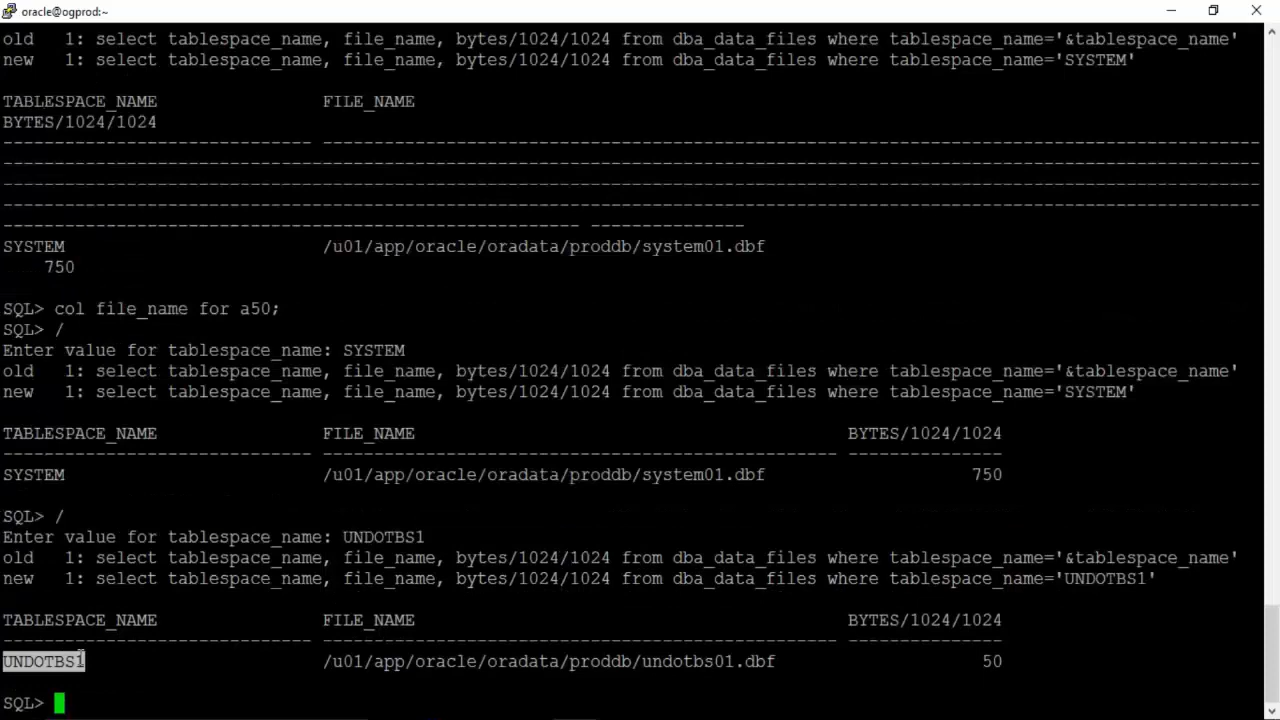 oracle@ogprod:~
old   1: select tablespace_name, file_name, bytes/1024/1024 from dba_data_files where tablespace_name='&tablespace_name'
new   1: select tablespace_name, file_name, bytes/1024/1024 from dba_data_files where tablespace_name='SYSTEM'
TABLESPACE_NAME                FILE_NAME
BYTES/1024/1024
------------------------------ -------------------------------------------------------------------------------------------
---------------------------------------------------------------------------------------------------------------------------
---------------------------------------------------------------------------------------------------------------------------
---------------------------------------------------------------------------------------------------------------------------
-------------------------------------------------------- ---------------
SYSTEM                         /u01/app/oracle/oradata/proddb/system01.dbf
    750
SQL> col file_name for a50;
SQL> /
Enter value for tablespace_name: SYSTEM
old   1: select tablespace_name, file_name, bytes/1024/1024 from dba_data_files where tablespace_name='&tablespace_name'
new   1: select tablespace_name, file_name, bytes/1024/1024 from dba_data_files where tablespace_name='SYSTEM'
TABLESPACE_NAME                FILE_NAME                                          BYTES/1024/1024
------------------------------ -------------------------------------------------- ---------------
SYSTEM                         /u01/app/oracle/oradata/proddb/system01.dbf                    750
SQL> /
Enter value for tablespace_name: UNDOTBS1
old   1: select tablespace_name, file_name, bytes/1024/1024 from dba_data_files where tablespace_name='&tablespace_name'
new   1: select tablespace_name, file_name, bytes/1024/1024 from dba_data_files where tablespace_name='UNDOTBS1'
TABLESPACE_NAME                FILE_NAME                                          BYTES/1024/1024
------------------------------ -------------------------------------------------- ---------------
UNDOTBS1                       /u01/app/oracle/oradata/proddb/undotbs01.dbf                    50
SQL>